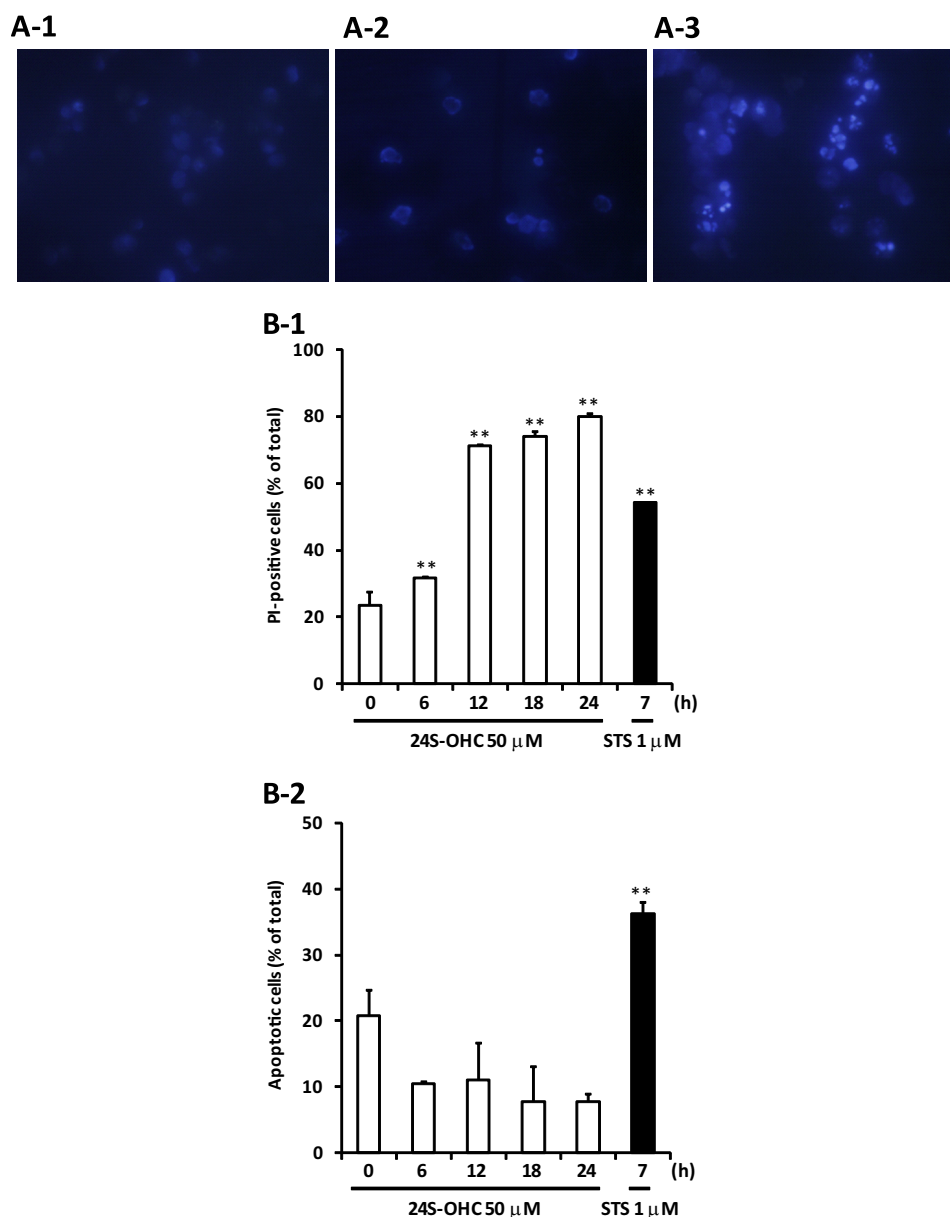 A-1 A-2 A-3
B-1
PI-positive cells (% of total)
100
80
60
40
20
0
** ** ** ** **
0 6 12 18 24 7 (h)
24S-OHC 50 μM STS 1 μM
B-2
Apoptotic cells (% of total)
50
40
30
20
10
0
**
0 6 12 18 24 7 (h)
24S-OHC 50 μM STS 1 μM